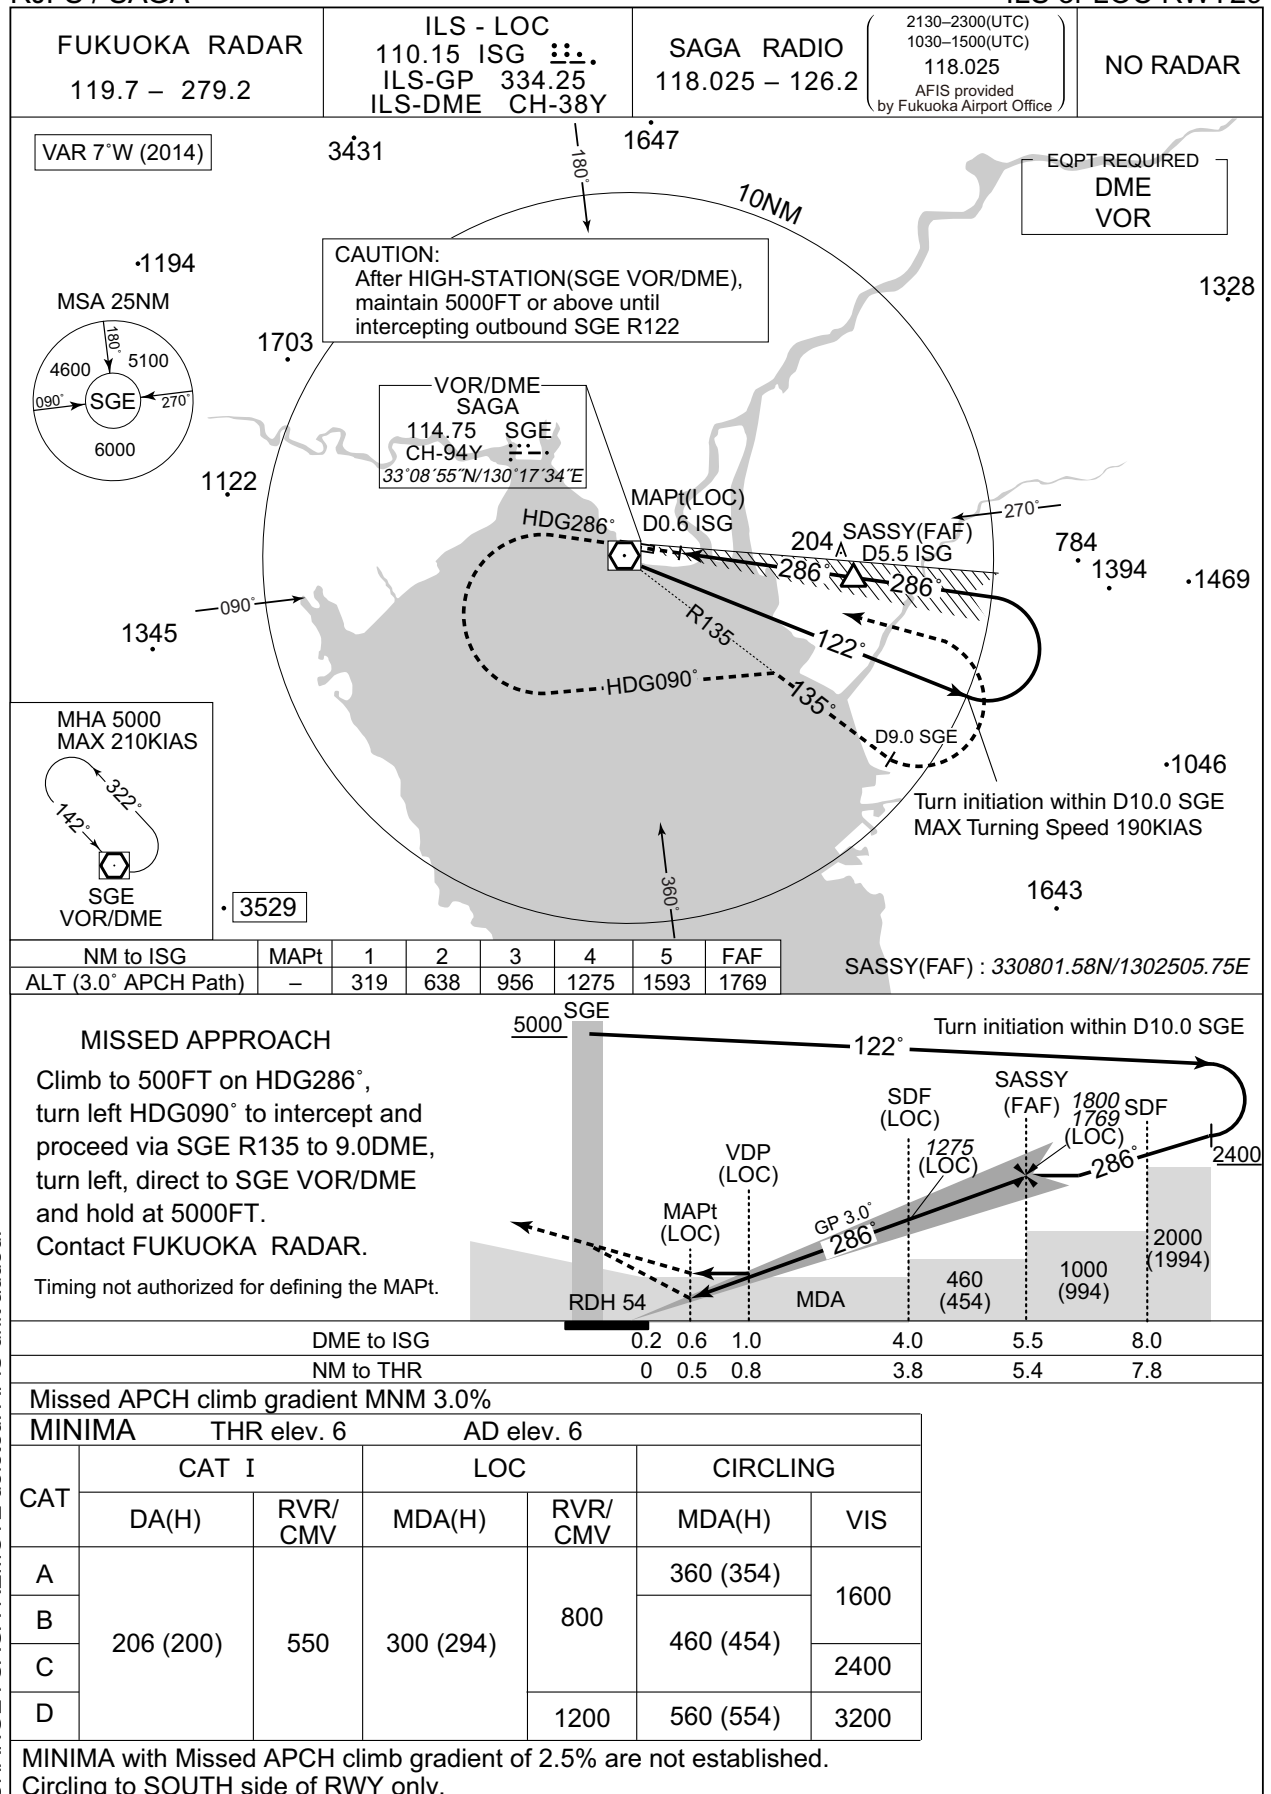 FUKUOKA RADAR
119.7 – 279.2
ILS - LOC
110.15 ISG
ILS-GP 334.25
ILS-DME CH-38Y
SAGA RADIO
118.025 – 126.2
2130–2300(UTC)
1030–1500(UTC)
118.025
AFIS provided
by Fukuoka Airport Office
NO RADAR
VAR 7˚W (2014)
3431
1647
180˚
10NM
EQPT REQUIRED
DME
VOR
CAUTION:
After HIGH-STATION(SGE VOR/DME),
maintain 5000FT or above until
intercepting outbound SGE R122
1194
1328
MSA 25NM
180˚
4600
5100
090˚
SGE
270˚
6000
1703
VOR/DME
SAGA
114.75 SGE
CH-94Y
33˚08´55˝N/130˚17´34˝E
1122
HDG286˚
MAPt(LOC)
D0.6 ISG
204
SASSY(FAF)
D5.5 ISG
270˚
784
1394
1469
286˚
286˚
090˚
1345
R135
122˚
HDG090˚
135˚
D9.0 SGE
1046
Turn initiation within D10.0 SGE
MAX Turning Speed 190KIAS
MHA 5000
MAX 210KIAS
322˚
142˚
SGE
VOR/DME
3529
360˚
1643
NM to ISG MAPt 1 2 3 4 5 FAF
ALT (3.0˚ APCH Path) – 319 638 956 1275 1593 1769
SASSY(FAF) : 330801.58N/1302505.75E
MISSED APPROACH
Climb to 500FT on HDG286˚,
turn left HDG090˚ to intercept and
proceed via SGE R135 to 9.0DME,
turn left, direct to SGE VOR/DME
and hold at 5000FT.
Contact FUKUOKA RADAR.
Timing not authorized for defining the MAPt.
SGE
5000
Turn initiation within D10.0 SGE
122˚
SASSY
(FAF)
1800
1769
(LOC)
SDF
SDF
(LOC)
1275
(LOC)
286˚
2400
VDP
(LOC)
MAPt
(LOC)
GP 3.0˚
286˚
2000
(1994)
1000
(994)
460
(454)
MDA
RDH 54
DME to ISG 0.2 0.6 1.0 4.0 5.5 8.0
NM to THR 0 0.5 0.8 3.8 5.4 7.8
Missed APCH climb gradient MNM 3.0%
MINIMA THR elev. 6 AD elev. 6
CAT CAT I LOC CIRCLING
DA(H) RVR/CMV MDA(H) RVR/CMV MDA(H) VIS
A 360 (354)
B 206 (200) 550 300 (294) 800 460 (454) 1600
C 2400
D 1200 560 (554) 3200
MINIMA with Missed APCH climb gradient of 2.5% are not established.
Circling to SOUTH side of RWY only.